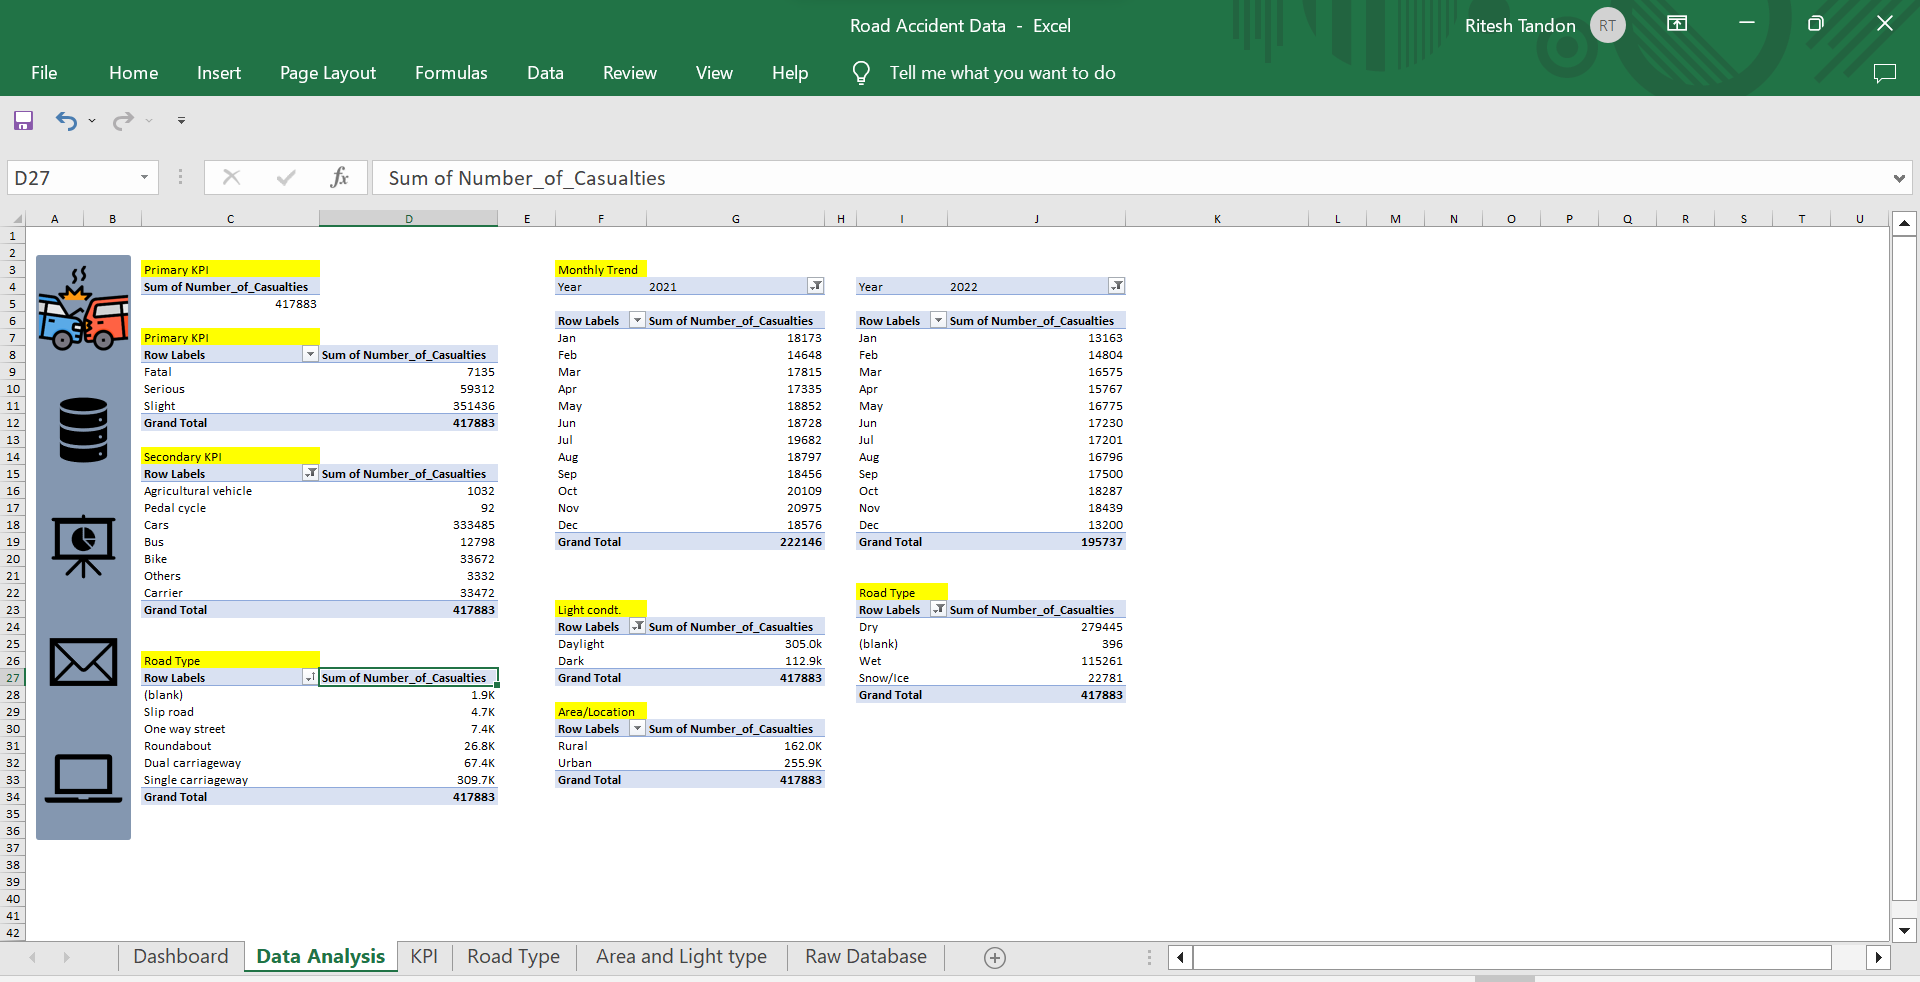 Road Accident Data - Excel
Ritesh Tandon RT
File Home Insert Page Layout Formulas Data Review View Help Tell me what you want to do
D27 fx Sum of Number_of_Casualties
A B C D E F G H I J K L M N O P Q R S T U
1
2
3 Primary KPI Monthly Trend
4 Sum of Number_of_Casualties Year 2021 Year 2022
5 417883
6 Row Labels Sum of Number_of_Casualties Row Labels Sum of Number_of_Casualties
7 Primary KPI Jan 18173 Jan 13163
8 Row Labels Sum of Number_of_Casualties Feb 14648 Feb 14804
9 Fatal 7135 Mar 17815 Mar 16575
10 Serious 59312 Apr 17335 Apr 15767
11 Slight 351436 May 18852 May 16775
12 Grand Total 417883 Jun 18728 Jun 17230
13 Jul 19682 Jul 17201
14 Secondary KPI Aug 18797 Aug 16796
15 Row Labels Sum of Number_of_Casualties Sep 18456 Sep 17500
16 Agricultural vehicle 1032 Oct 20109 Oct 18287
17 Pedal cycle 92 Nov 20975 Nov 18439
18 Cars 333485 Dec 18576 Dec 13200
19 Bus 12798 Grand Total 222146 Grand Total 195737
20 Bike 33672
21 Others 3332
22 Carrier 33472 Road Type
23 Grand Total 417883 Light condt. Row Labels Sum of Number_of_Casualties
24 Row Labels Sum of Number_of_Casualties Dry 279445
25 Daylight 305.0k (blank) 396
26 Road Type Dark 112.9k Wet 115261
27 Row Labels Sum of Number_of_Casualties Grand Total 417883 Snow/Ice 22781
28 (blank) 1.9K Grand Total 417883
29 Slip road 4.7K Area/Location
30 One way street 7.4K Row Labels Sum of Number_of_Casualties
31 Roundabout 26.8K Rural 162.0K
32 Dual carriageway 67.4K Urban 255.9K
33 Single carriageway 309.7K Grand Total 417883
34 Grand Total 417883
35
36
37
38
39
40
41
42
Dashboard Data Analysis KPI Road Type Area and Light type Raw Database